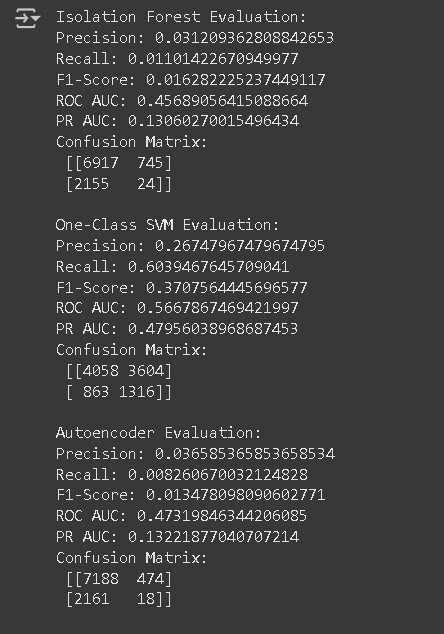 Isolation Forest Evaluation:
Precision: 0.031209362808842653
Recall: 0.01101422670949977
F1-Score: 0.016282225237449117
ROC AUC: 0.45689056415088664
PR AUC: 0.13060270015496434
Confusion Matrix:
[[6917 745]
[2155 24]]
One-Class SVM Evaluation:
Precision: 0.26747967479674795
Recall: 0.6039467645709041
F1-Score: 0.3707564445696577
ROC AUC: 0.5667867469421997
PR AUC: 0.47956038968687453
Confusion Matrix:
[[4058 3604]
[ 863 1316]]
Autoencoder Evaluation:
Precision: 0.036585365853658534
Recall: 0.008260670032124828
F1-Score: 0.013478098090602771
ROC AUC: 0.47319846344206085
PR AUC: 0.13221877040707214
Confusion Matrix:
[[7188 474]
[2161 18]]